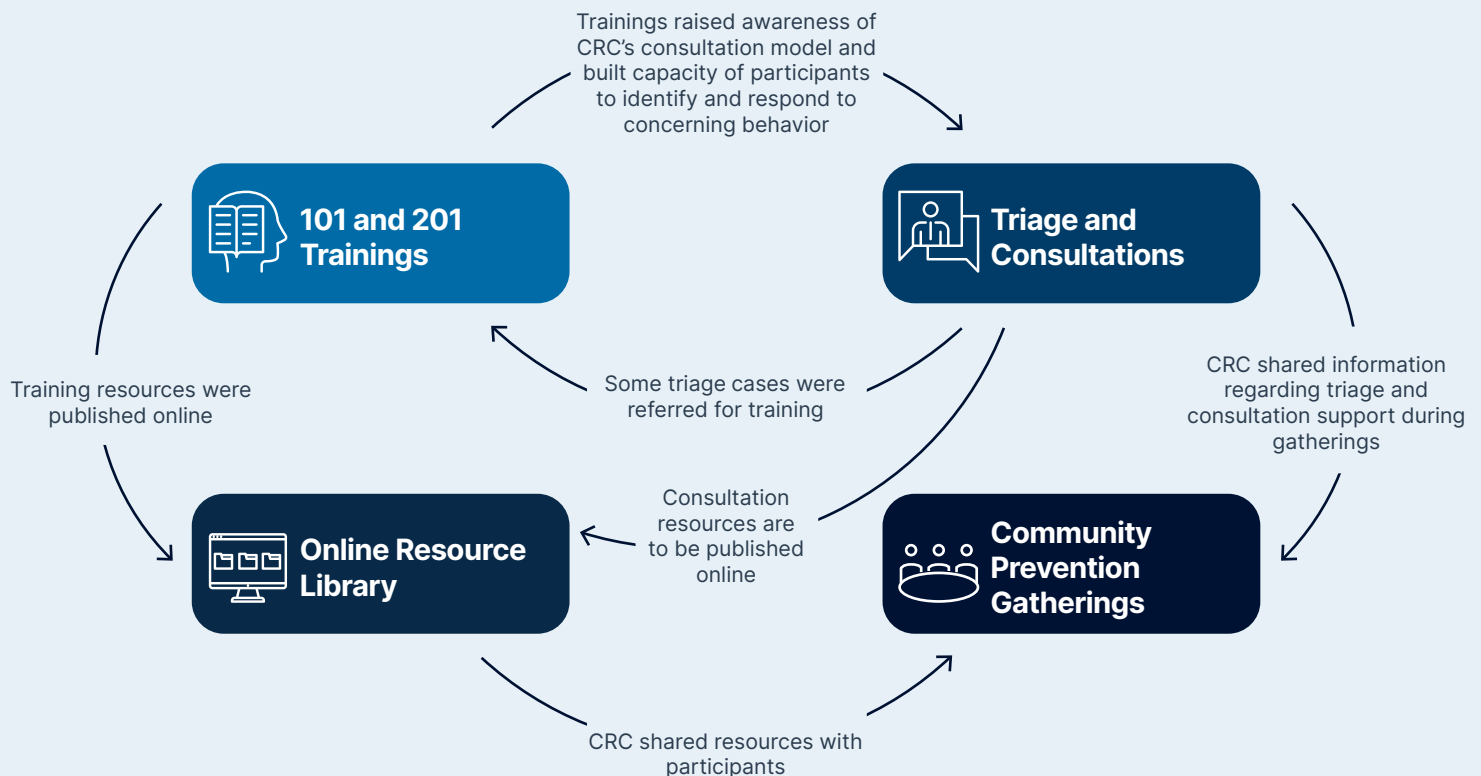 Trainings raised awareness of
CRC’s consultation model and
built capacity of participants
to identify and respond to
concerning behavior
101 and 201
Trainings
Triage and
Consultations
Training resources were
published online
Some triage cases were
referred for training
CRC shared information
regarding triage and
consultation support during
gatherings
Online Resource
Library
Consultation
resources are
to be published
online
Community
Prevention
Gatherings
CRC shared resources with
participants